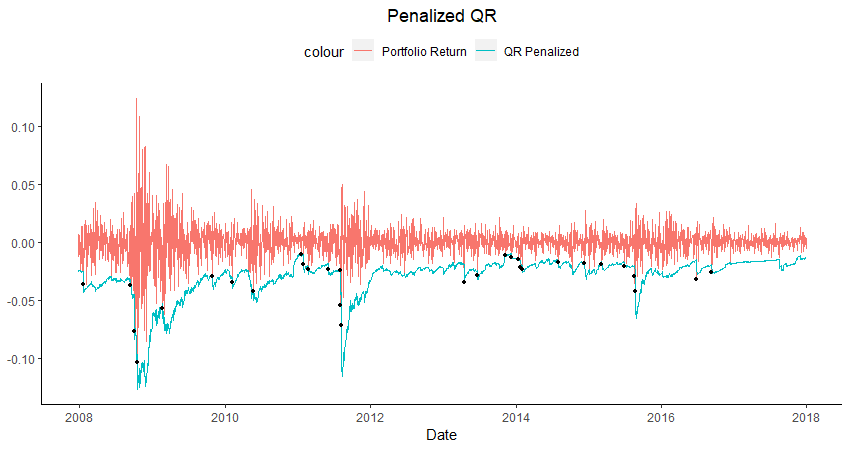 Penalized QR
colour Portfolio Return QR Penalized
0.10
0.05
0.00
-0.05
-0.10
2008 2010 2012 2014 2016 2018
Date